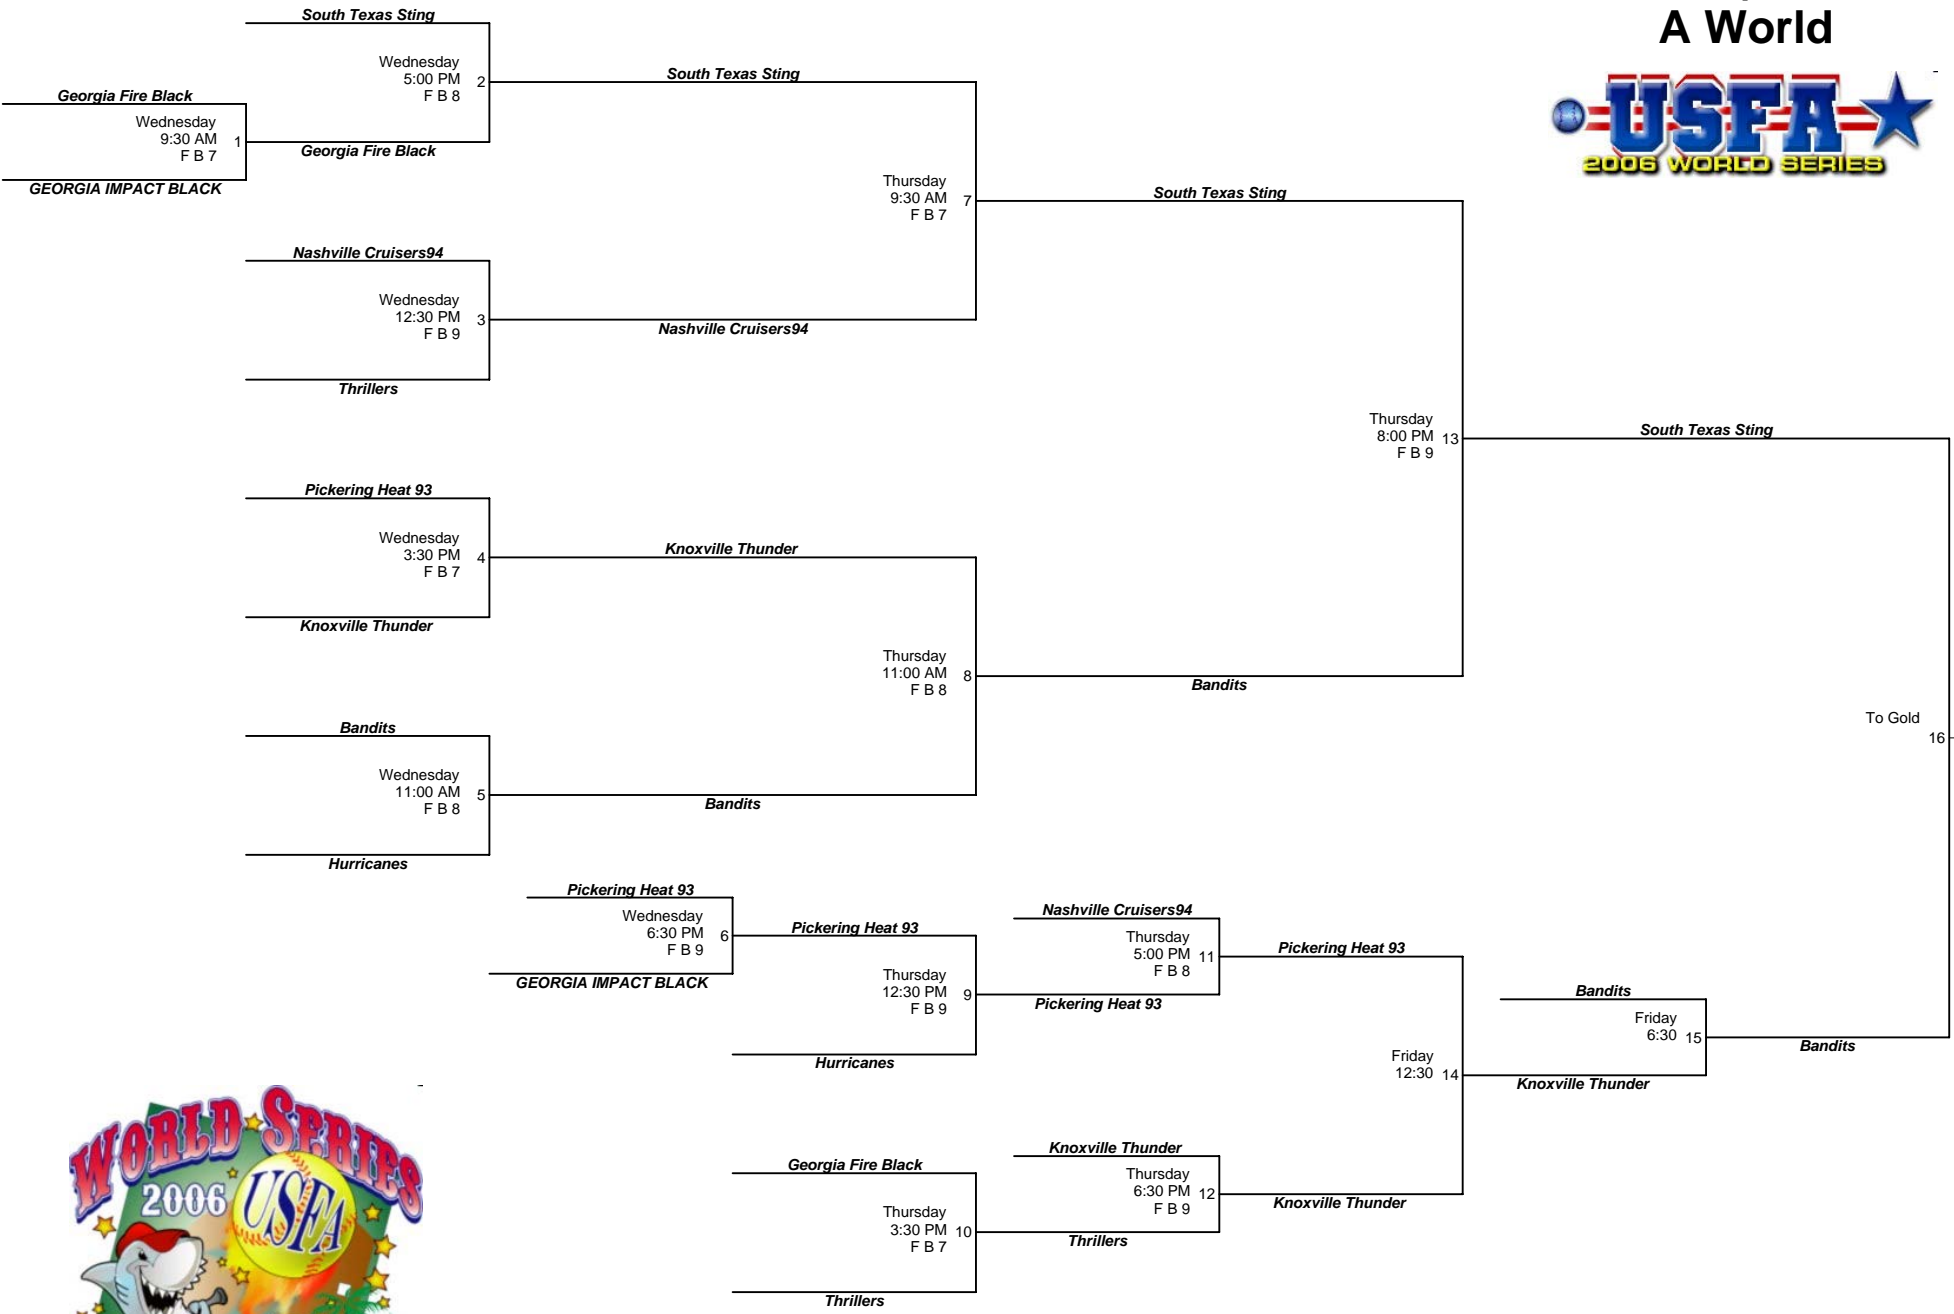 A World
USFA
2006 WORLD SERIES
South Texas Sting
Wednesday
5:00 PM 2
F B 8
South Texas Sting
Georgia Fire Black
Wednesday
9:30 AM 1
F B 7
Georgia Fire Black
GEORGIA IMPACT BLACK
Thursday
9:30 AM 7
F B 7
South Texas Sting
Nashville Cruisers94
Wednesday
12:30 PM 3
F B 9
Nashville Cruisers94
Thrillers
Thursday
8:00 PM 13
F B 9
South Texas Sting
Pickering Heat 93
Wednesday
3:30 PM 4
F B 7
Knoxville Thunder
Knoxville Thunder
Thursday
11:00 AM 8
F B 8
Bandits
Bandits
Wednesday
11:00 AM 5
F B 8
Bandits
Hurricanes
To Gold
16
Pickering Heat 93
Wednesday
6:30 PM 6
F B 9
Pickering Heat 93
GEORGIA IMPACT BLACK
Thursday
12:30 PM 9
F B 9
Hurricanes
Nashville Cruisers94
Thursday
5:00 PM 11
F B 8
Pickering Heat 93
Pickering Heat 93
Friday
12:30 14
Bandits
Friday
6:30 15
Bandits
Knoxville Thunder
Georgia Fire Black
Thursday
3:30 PM 10
F B 7
Thrillers
Knoxville Thunder
Thursday
6:30 PM 12
F B 9
Knoxville Thunder
Thrillers
WORLD SERIES
2006
USFA